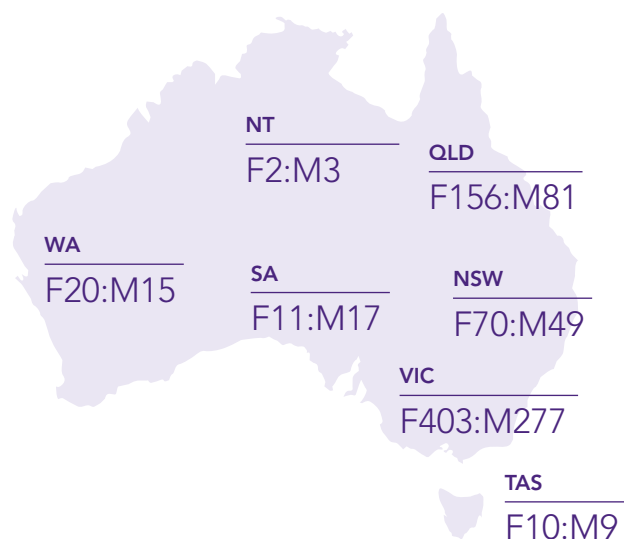 NT
F2:M3
QLD
F156:M81
WA
F20:M15
SA
F11:M17
NSW
F70:M49
VIC
F403:M277
TAS
F10:M9